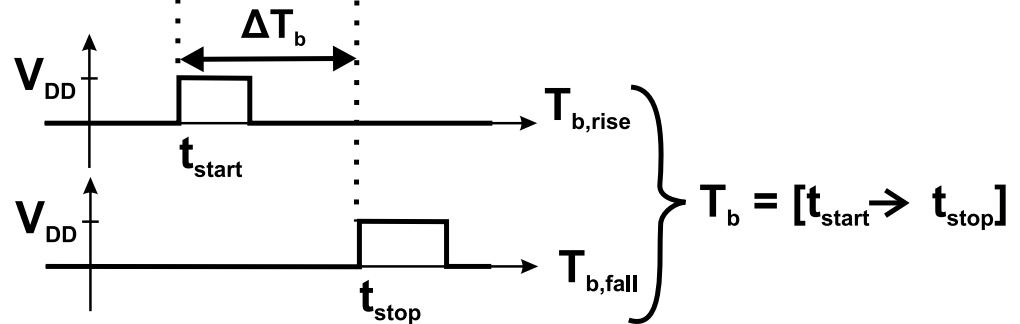 ΔT_b
V_DD
T_b,rise
t_start
T_b = [t_start → t_stop]
V_DD
T_b,fall
t_stop